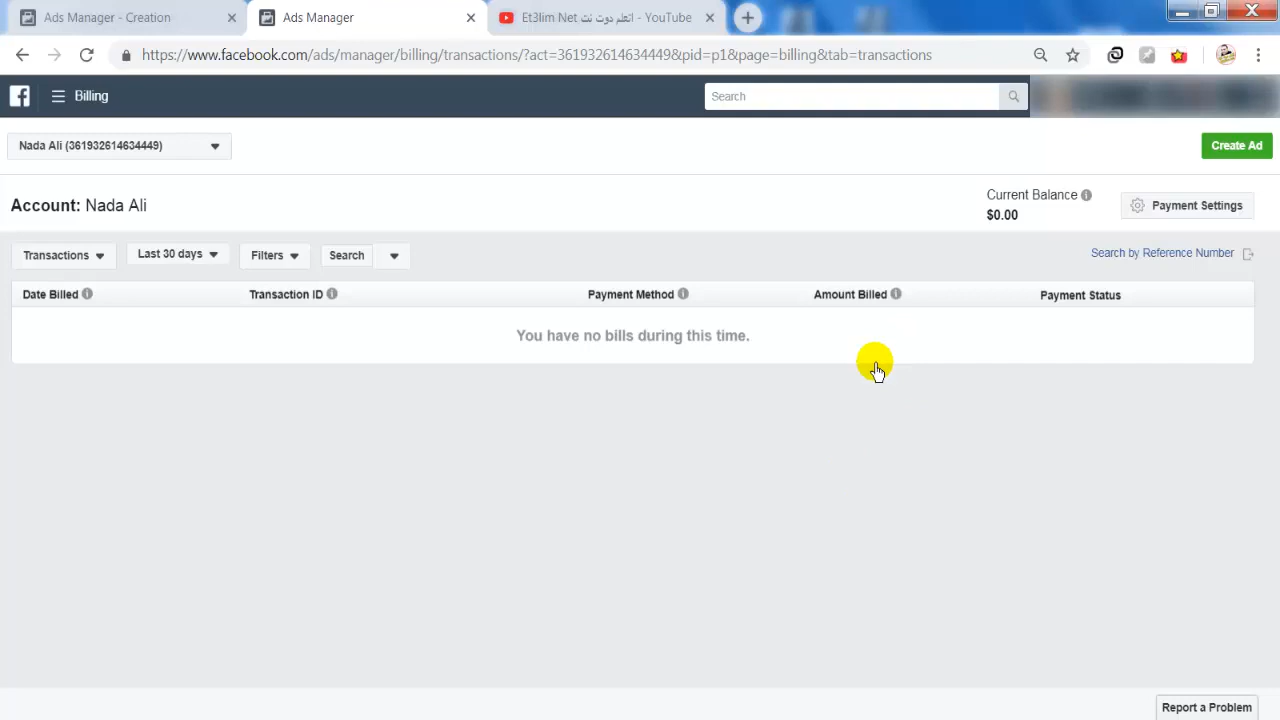 Ads Manager - Creation
Ads Manager
Et3lim Net اتعلم دوت نت - YouTube
https://www.facebook.com/ads/manager/billing/transactions/?act=361932614634449&pid=p1&page=billing&tab=transactions
Billing
Search
Nada Ali (361932614634449)
Create Ad
Account: Nada Ali
Current Balance
$0.00
Payment Settings
Transactions
Last 30 days
Filters
Search
Search by Reference Number
Date Billed
Transaction ID
Payment Method
Amount Billed
Payment Status
You have no bills during this time.
Report a Problem